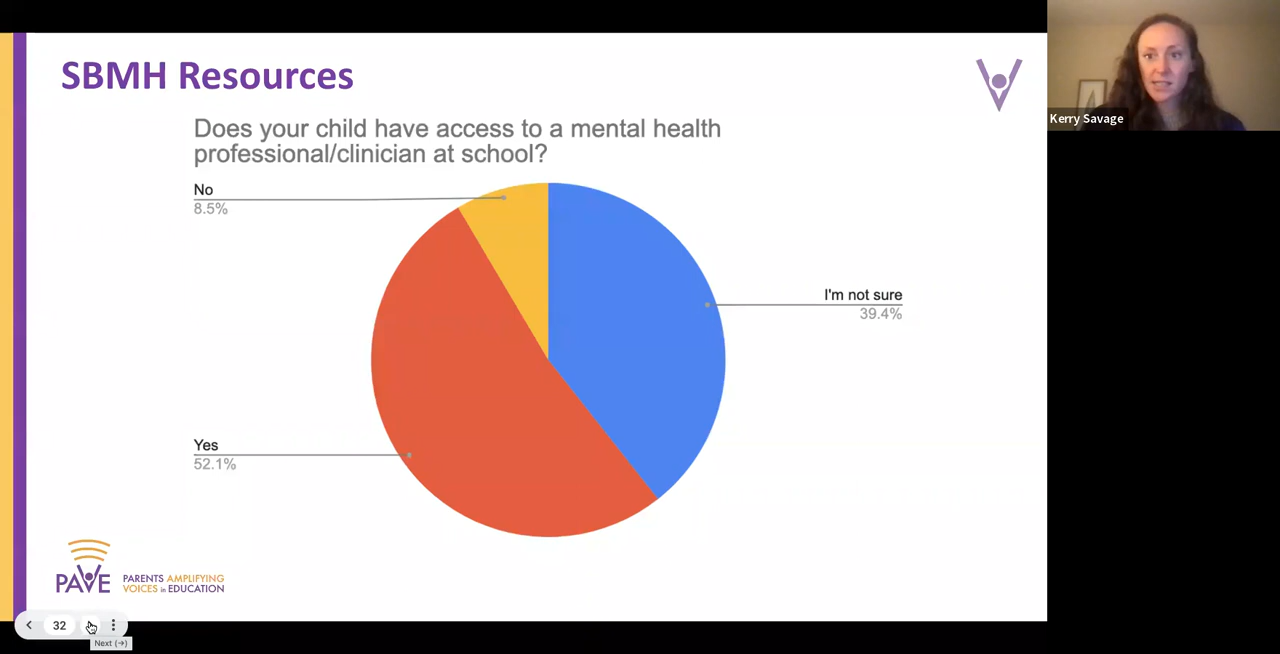 SBMH Resources
Does your child have access to a mental health
professional/clinician at school?
No
8.5%
I'm not sure
39.4%
Yes
52.1%
PAVE
PARENTS AMPLIFYING
VOICES in EDUCATION
32
Next (→)
Kerry Savage